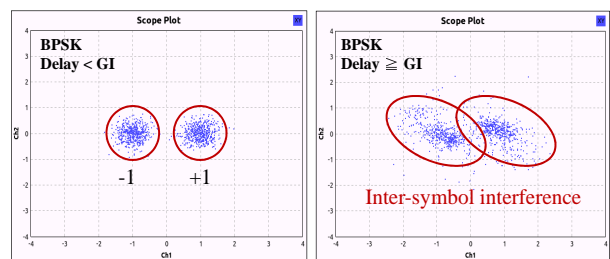 Scope Plot
XY
BPSK
Delay < GI
4
3
2
1
0
-1
-2
-3
-4
Ch2
-1 +1
-4 -3 -2 -1 0 1 2 3 4
Ch1
Scope Plot
XY
BPSK
Delay ≧ GI
4
3
2
1
0
-1
-2
-3
-4
Ch2
Inter-symbol interference
-4 -3 -2 -1 0 1 2 3 4
Ch1